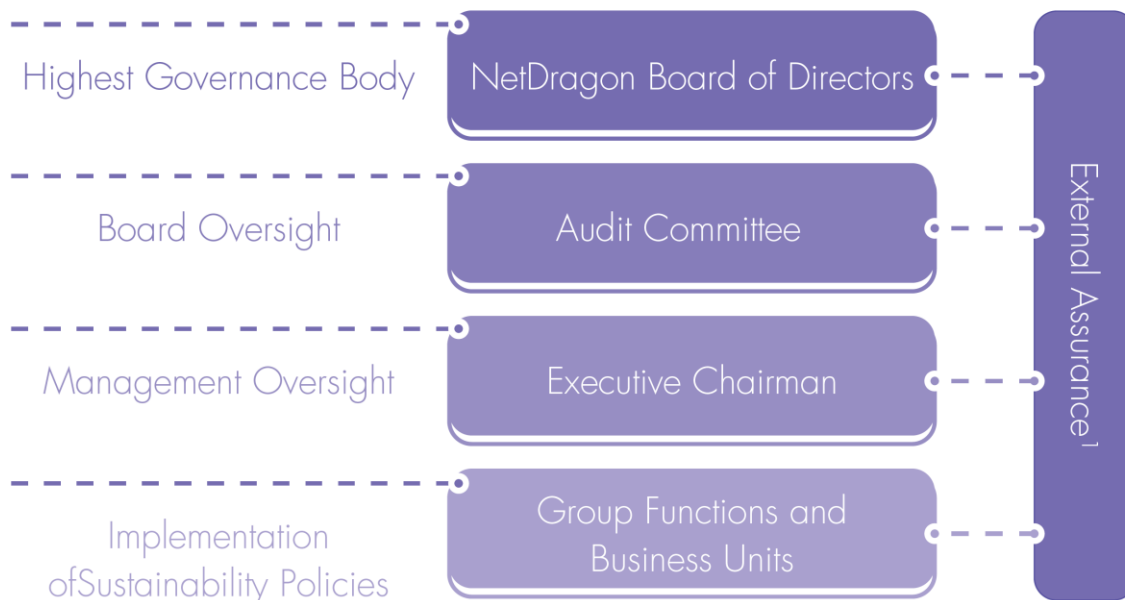 Highest Governance Body
NetDragon Board of Directors
Board Oversight
Audit Committee
Management Oversight
Executive Chairman
Implementation
ofSustainability Policies
Group Functions and
Business Units
External Assurance1